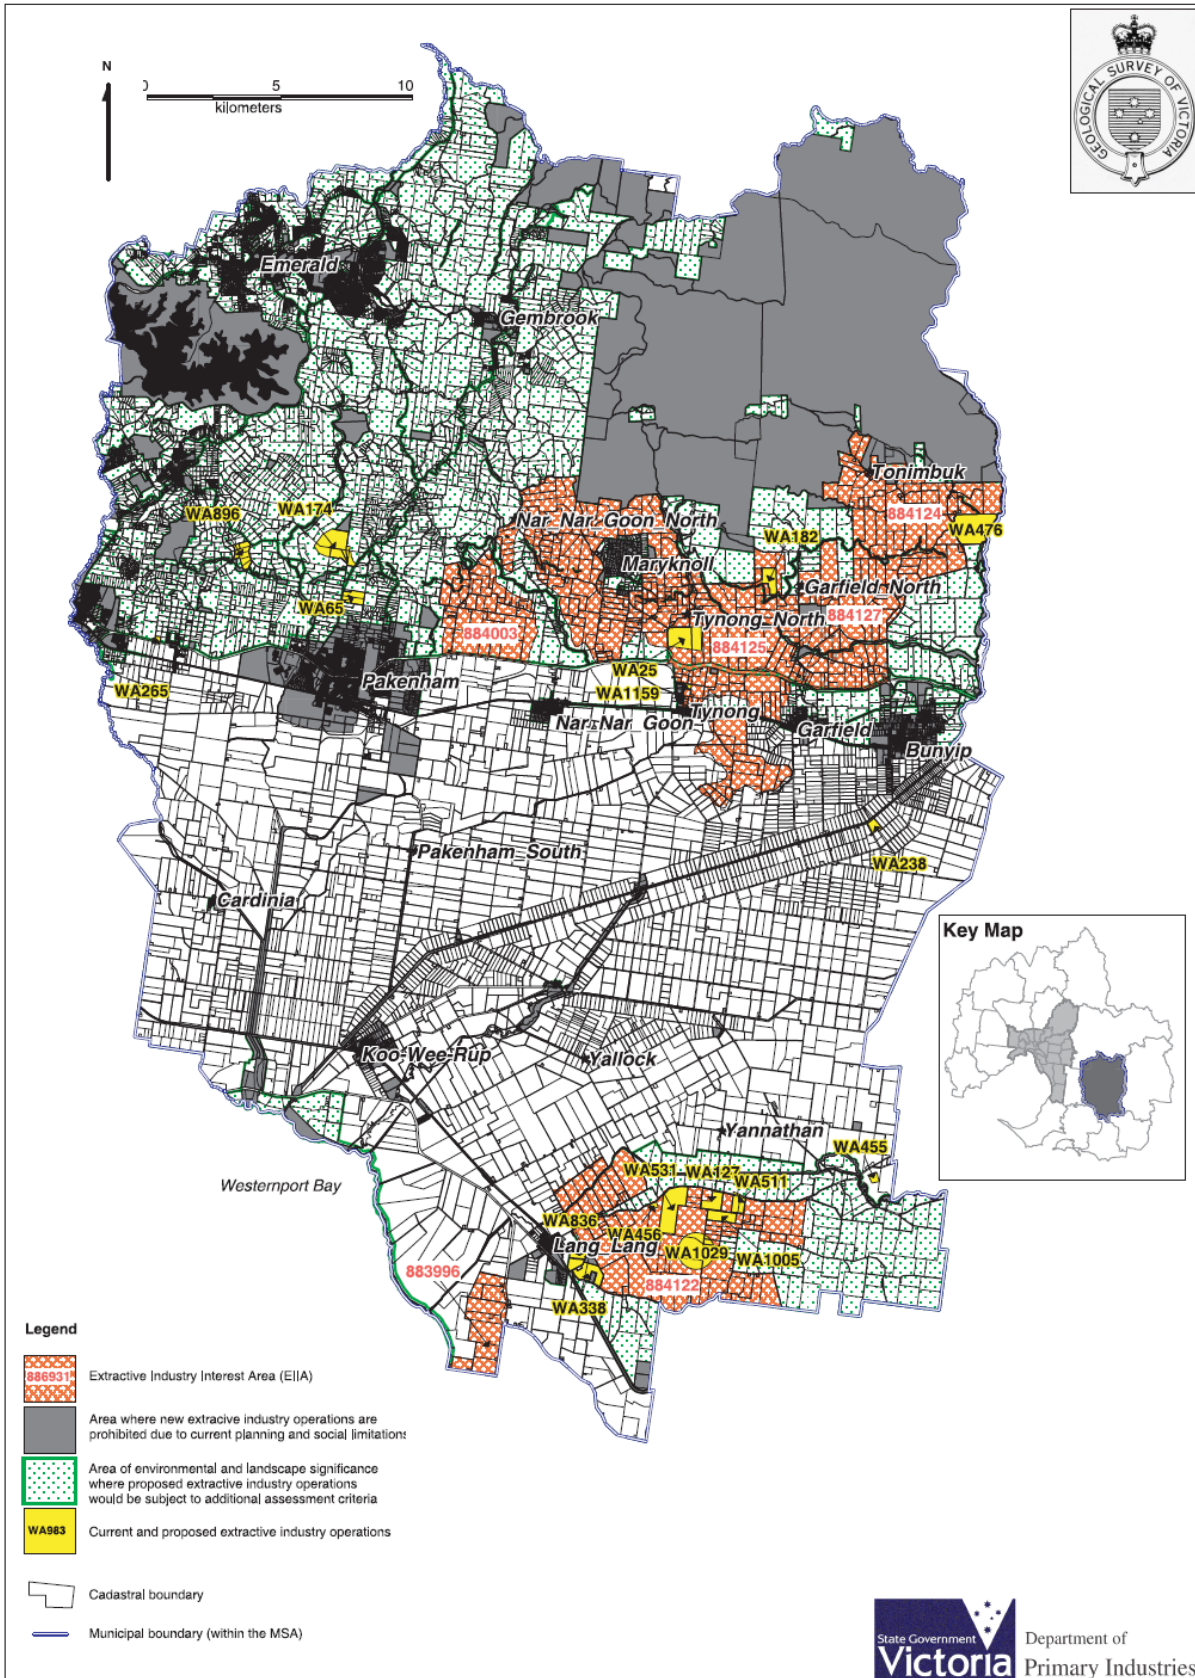 N
0 5 10
kilometers
GEOLOGICAL SURVEY OF VICTORIA
Emerald
Gembrook
Tonimbuk
WA896
WA174
Nar_Nar_Goon_North
884124
WA182
WA476
Maryknoll
Garfield_North
WA65
Tynong_North
884127
884003
884125
WA25
Pakenham
WA265
WA1159
Tynong
Nar_Nar_Goon
Garfield
Bunyip
Pakenham_South
WA238
Cardinia
Key Map
Koo-Wee-Rup
Yallock
Yannathan
WA455
WA531
WA127
WA511
Westernport Bay
WA836
WA456
Lang_Lang
WA1029
WA1005
883996
884122
WA338
Legend
886931
Extractive Industry Interest Area (EIIA)
Area where new extracive industry operations are
prohibited due to current planning and social limitations
Area of environmental and landscape significance
where proposed extractive industry operations
would be subject to additional assessment criteria
WA983
Current and proposed extractive industry operations
Cadastral boundary
Municipal boundary (within the MSA)
State Government
Victoria
Department of
Primary Industries